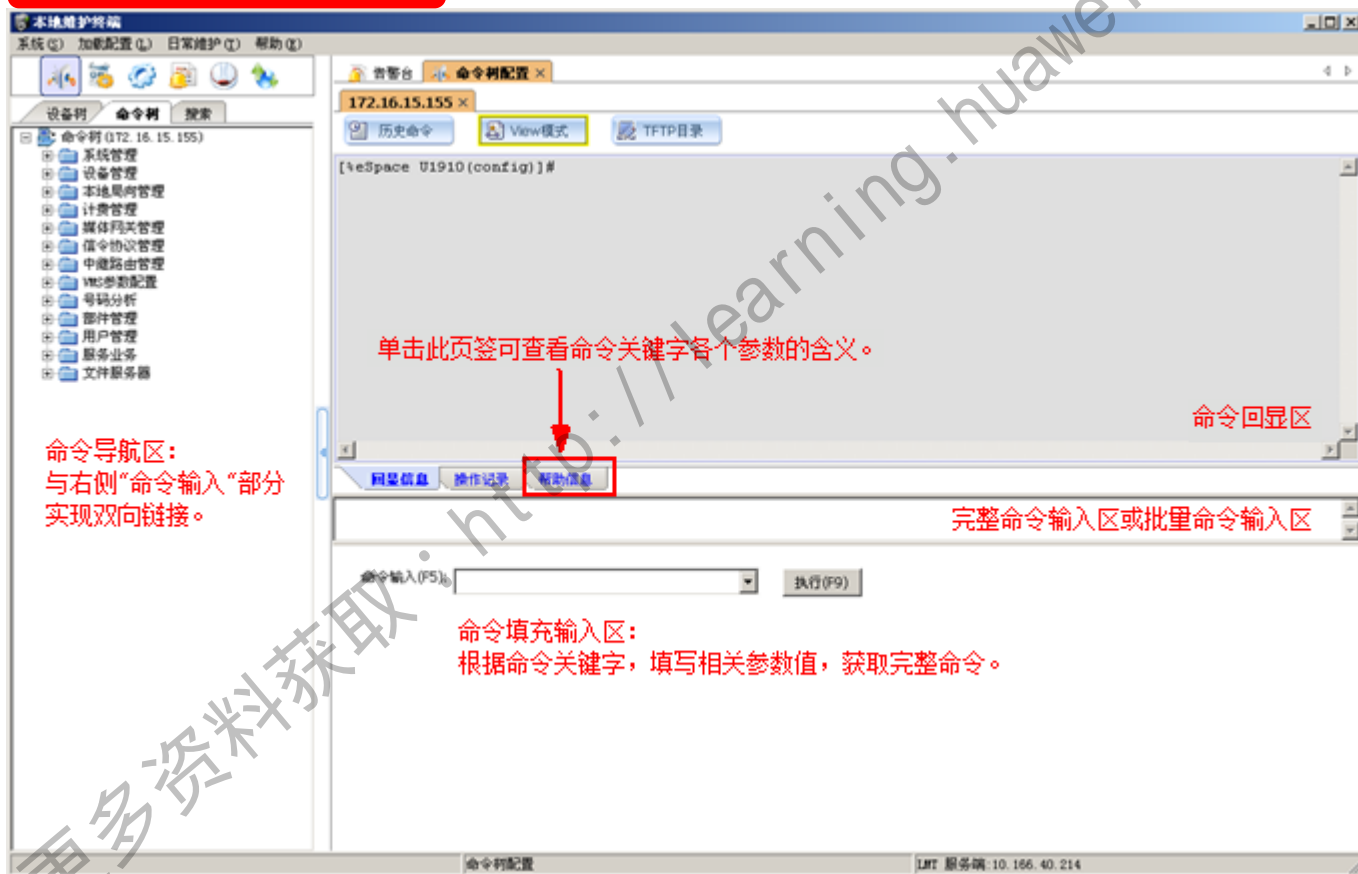 本地维护终端
系统(S) 加载配置(L) 日常维护(T) 帮助(H)
告警台 命令树配置 ×
设备树 命令树 搜索
172.16.15.155 ×
历史命令 View模式 TFTP目录
命令树(172.16.15.155)
系统管理
设备管理
本地局向管理
计费管理
媒体网关管理
信令协议管理
中继路由管理
VMS参数配置
号码分析
部件管理
用户管理
服务业务
文件服务器
[%eSpace U1910(config)]#
单击此页签可查看命令关键字各个参数的含义。
命令回显区
命令导航区:
与右侧“命令输入“部分
实现双向链接。
回显信息 操作记录 帮助信息
完整命令输入区或批量命令输入区
命令输入(F5): 执行(F9)
命令填充输入区:
根据命令关键字,填写相关参数值,获取完整命令。
命令树配置 LMT 服务端:10.166.40.214
更多资料获取:http://learning.huawei